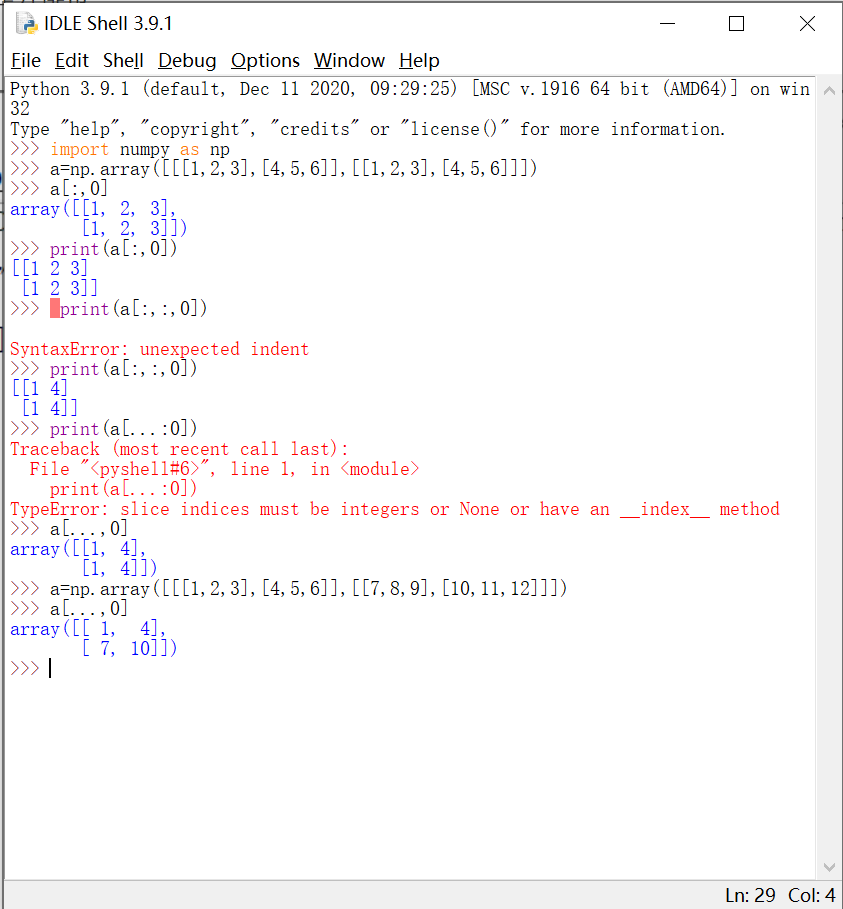 IDLE Shell 3.9.1
File Edit Shell Debug Options Window Help
Python 3.9.1 (default, Dec 11 2020, 09:29:25) [MSC v.1916 64 bit (AMD64)] on win
32
Type "help", "copyright", "credits" or "license()" for more information.
>>> import numpy as np
>>> a=np.array([[[1,2,3],[4,5,6]],[[1,2,3],[4,5,6]]])
>>> a[:,0]
array([[1, 2, 3],
       [1, 2, 3]])
>>> print(a[:,0])
[[1 2 3]
 [1 2 3]]
>>>  print(a[:,:,0])
SyntaxError: unexpected indent
>>> print(a[:,:,0])
[[1 4]
 [1 4]]
>>> print(a[...:0])
Traceback (most recent call last):
  File "<pyshell#6>", line 1, in <module>
    print(a[...:0])
TypeError: slice indices must be integers or None or have an __index__ method
>>> a[...,0]
array([[1, 4],
       [1, 4]])
>>> a=np.array([[[1,2,3],[4,5,6]],[[7,8,9],[10,11,12]]])
>>> a[...,0]
array([[ 1,  4],
       [ 7, 10]])
>>>
Ln: 29 Col: 4